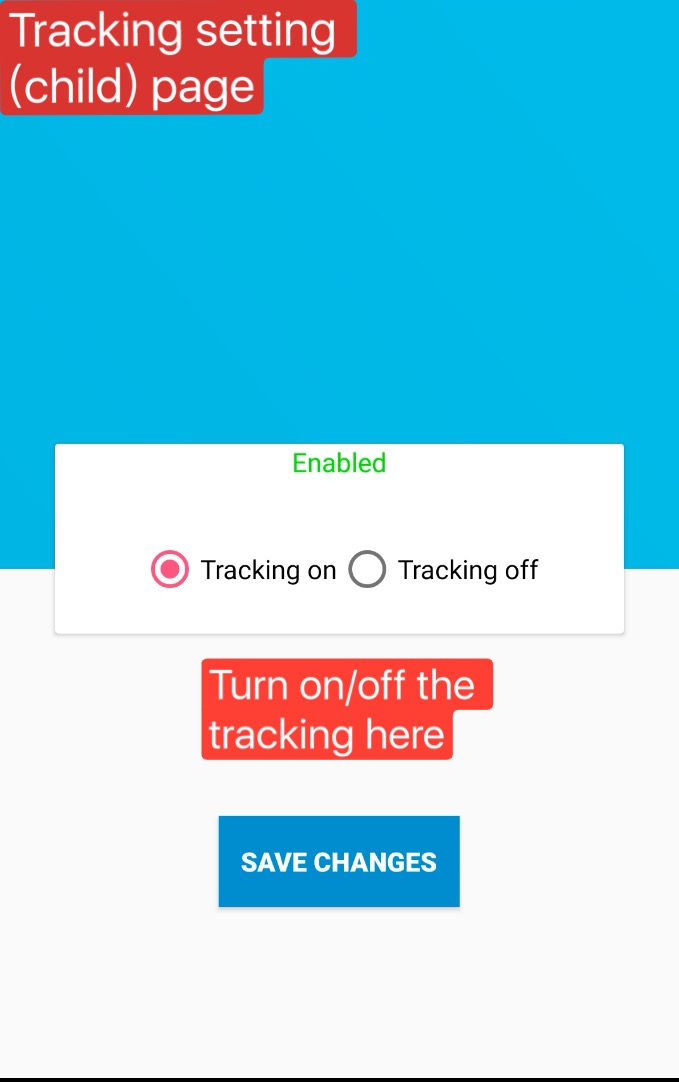 Tracking setting
(child) page
Enabled
Tracking on Tracking off
Turn on/off the
tracking here
SAVE CHANGES